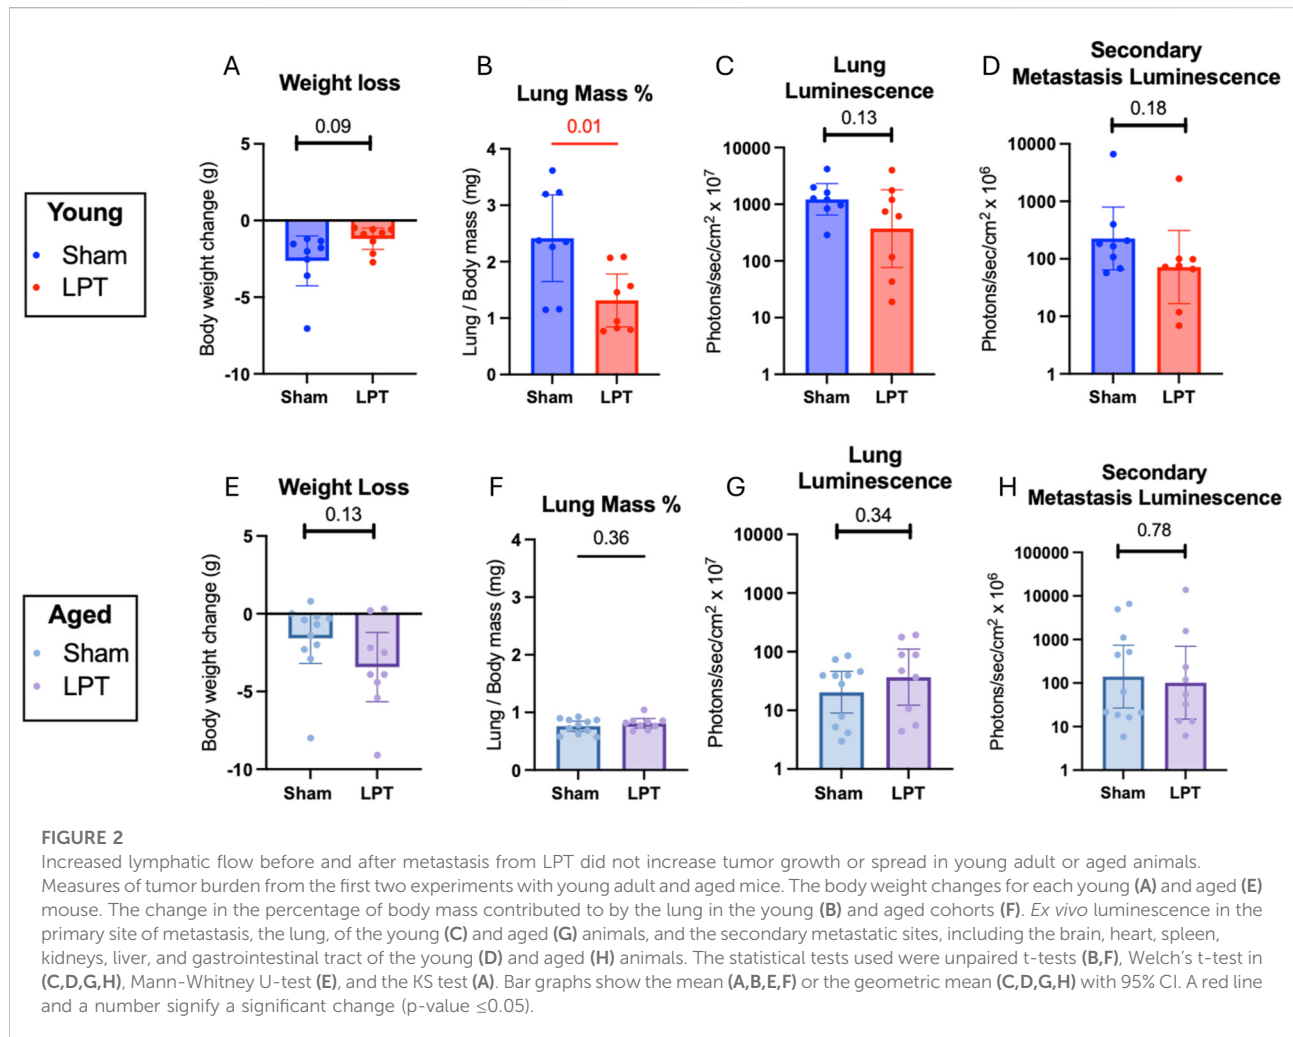 A
Weight loss
0.09
Body weight change (g)
5
0
-5
-10
Sham
LPT
B
Lung Mass %
0.01
Lung / Body mass (mg)
4
3
2
1
0
Sham
LPT
C
Lung
Luminescence
0.13
Photons/sec/cm² x 10⁷
10000
1000
100
10
1
Sham
LPT
D
Secondary
Metastasis Luminescence
0.18
Photons/sec/cm² x 10⁶
10000
1000
100
10
1
Sham
LPT
Young
Sham
LPT
E
Weight Loss
0.13
Body weight change (g)
5
0
-5
-10
Sham
LPT
F
Lung Mass %
0.36
Lung / Body mass (mg)
4
3
2
1
0
Sham
LPT
G
Lung
Luminescence
0.34
Photons/sec/cm² x 10⁷
10000
1000
100
10
1
Sham
LPT
H
Secondary
Metastasis Luminescence
0.78
Photons/sec/cm² x 10⁶
100000
10000
1000
100
10
1
Sham
LPT
Aged
Sham
LPT
FIGURE 2
Increased lymphatic flow before and after metastasis from LPT did not increase tumor growth or spread in young adult or aged animals.
Measures of tumor burden from the first two experiments with young adult and aged mice. The body weight changes for each young (A) and aged (E)
mouse. The change in the percentage of body mass contributed to by the lung in the young (B) and aged cohorts (F). Ex vivo luminescence in the
primary site of metastasis, the lung, of the young (C) and aged (G) animals, and the secondary metastatic sites, including the brain, heart, spleen,
kidneys, liver, and gastrointestinal tract of the young (D) and aged (H) animals. The statistical tests used were unpaired t-tests (B,F), Welch's t-test in
(C,D,G,H), Mann-Whitney U-test (E), and the KS test (A). Bar graphs show the mean (A,B,E,F) or the geometric mean (C,D,G,H) with 95% CI. A red line
and a number signify a significant change (p-value ≤0.05).